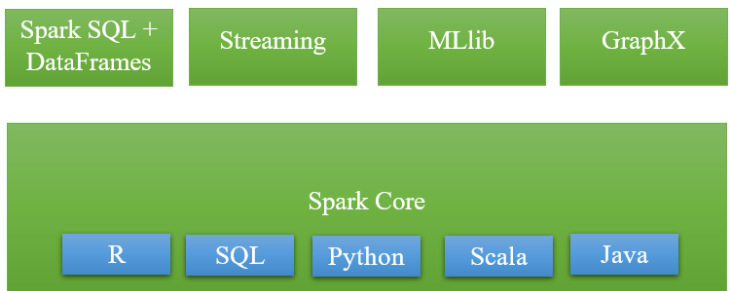 Spark SQL +
DataFrames
Streaming
MLlib
GraphX
Spark Core
R
SQL
Python
Scala
Java